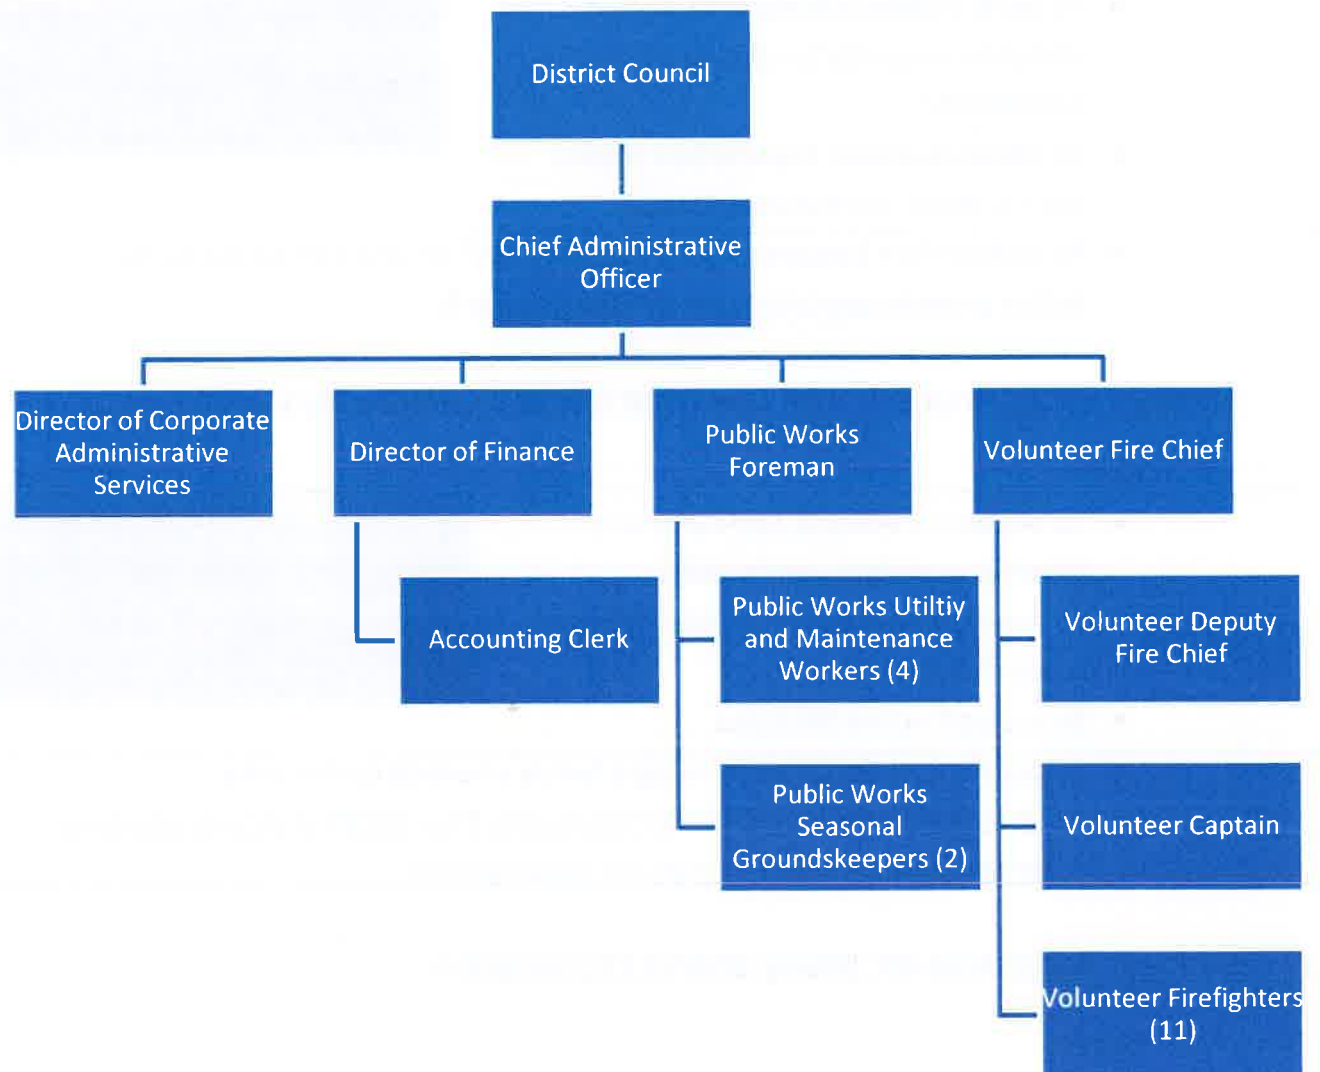 District Council
Chief Administrative
Officer
Director of Corporate
Administrative
Services
Director of Finance
Public Works
Foreman
Volunteer Fire Chief
Accounting Clerk
Public Works Utiltiy
and Maintenance
Workers (4)
Volunteer Deputy
Fire Chief
Public Works
Seasonal
Groundskeepers (2)
Volunteer Captain
Volunteer Firefighters
(11)